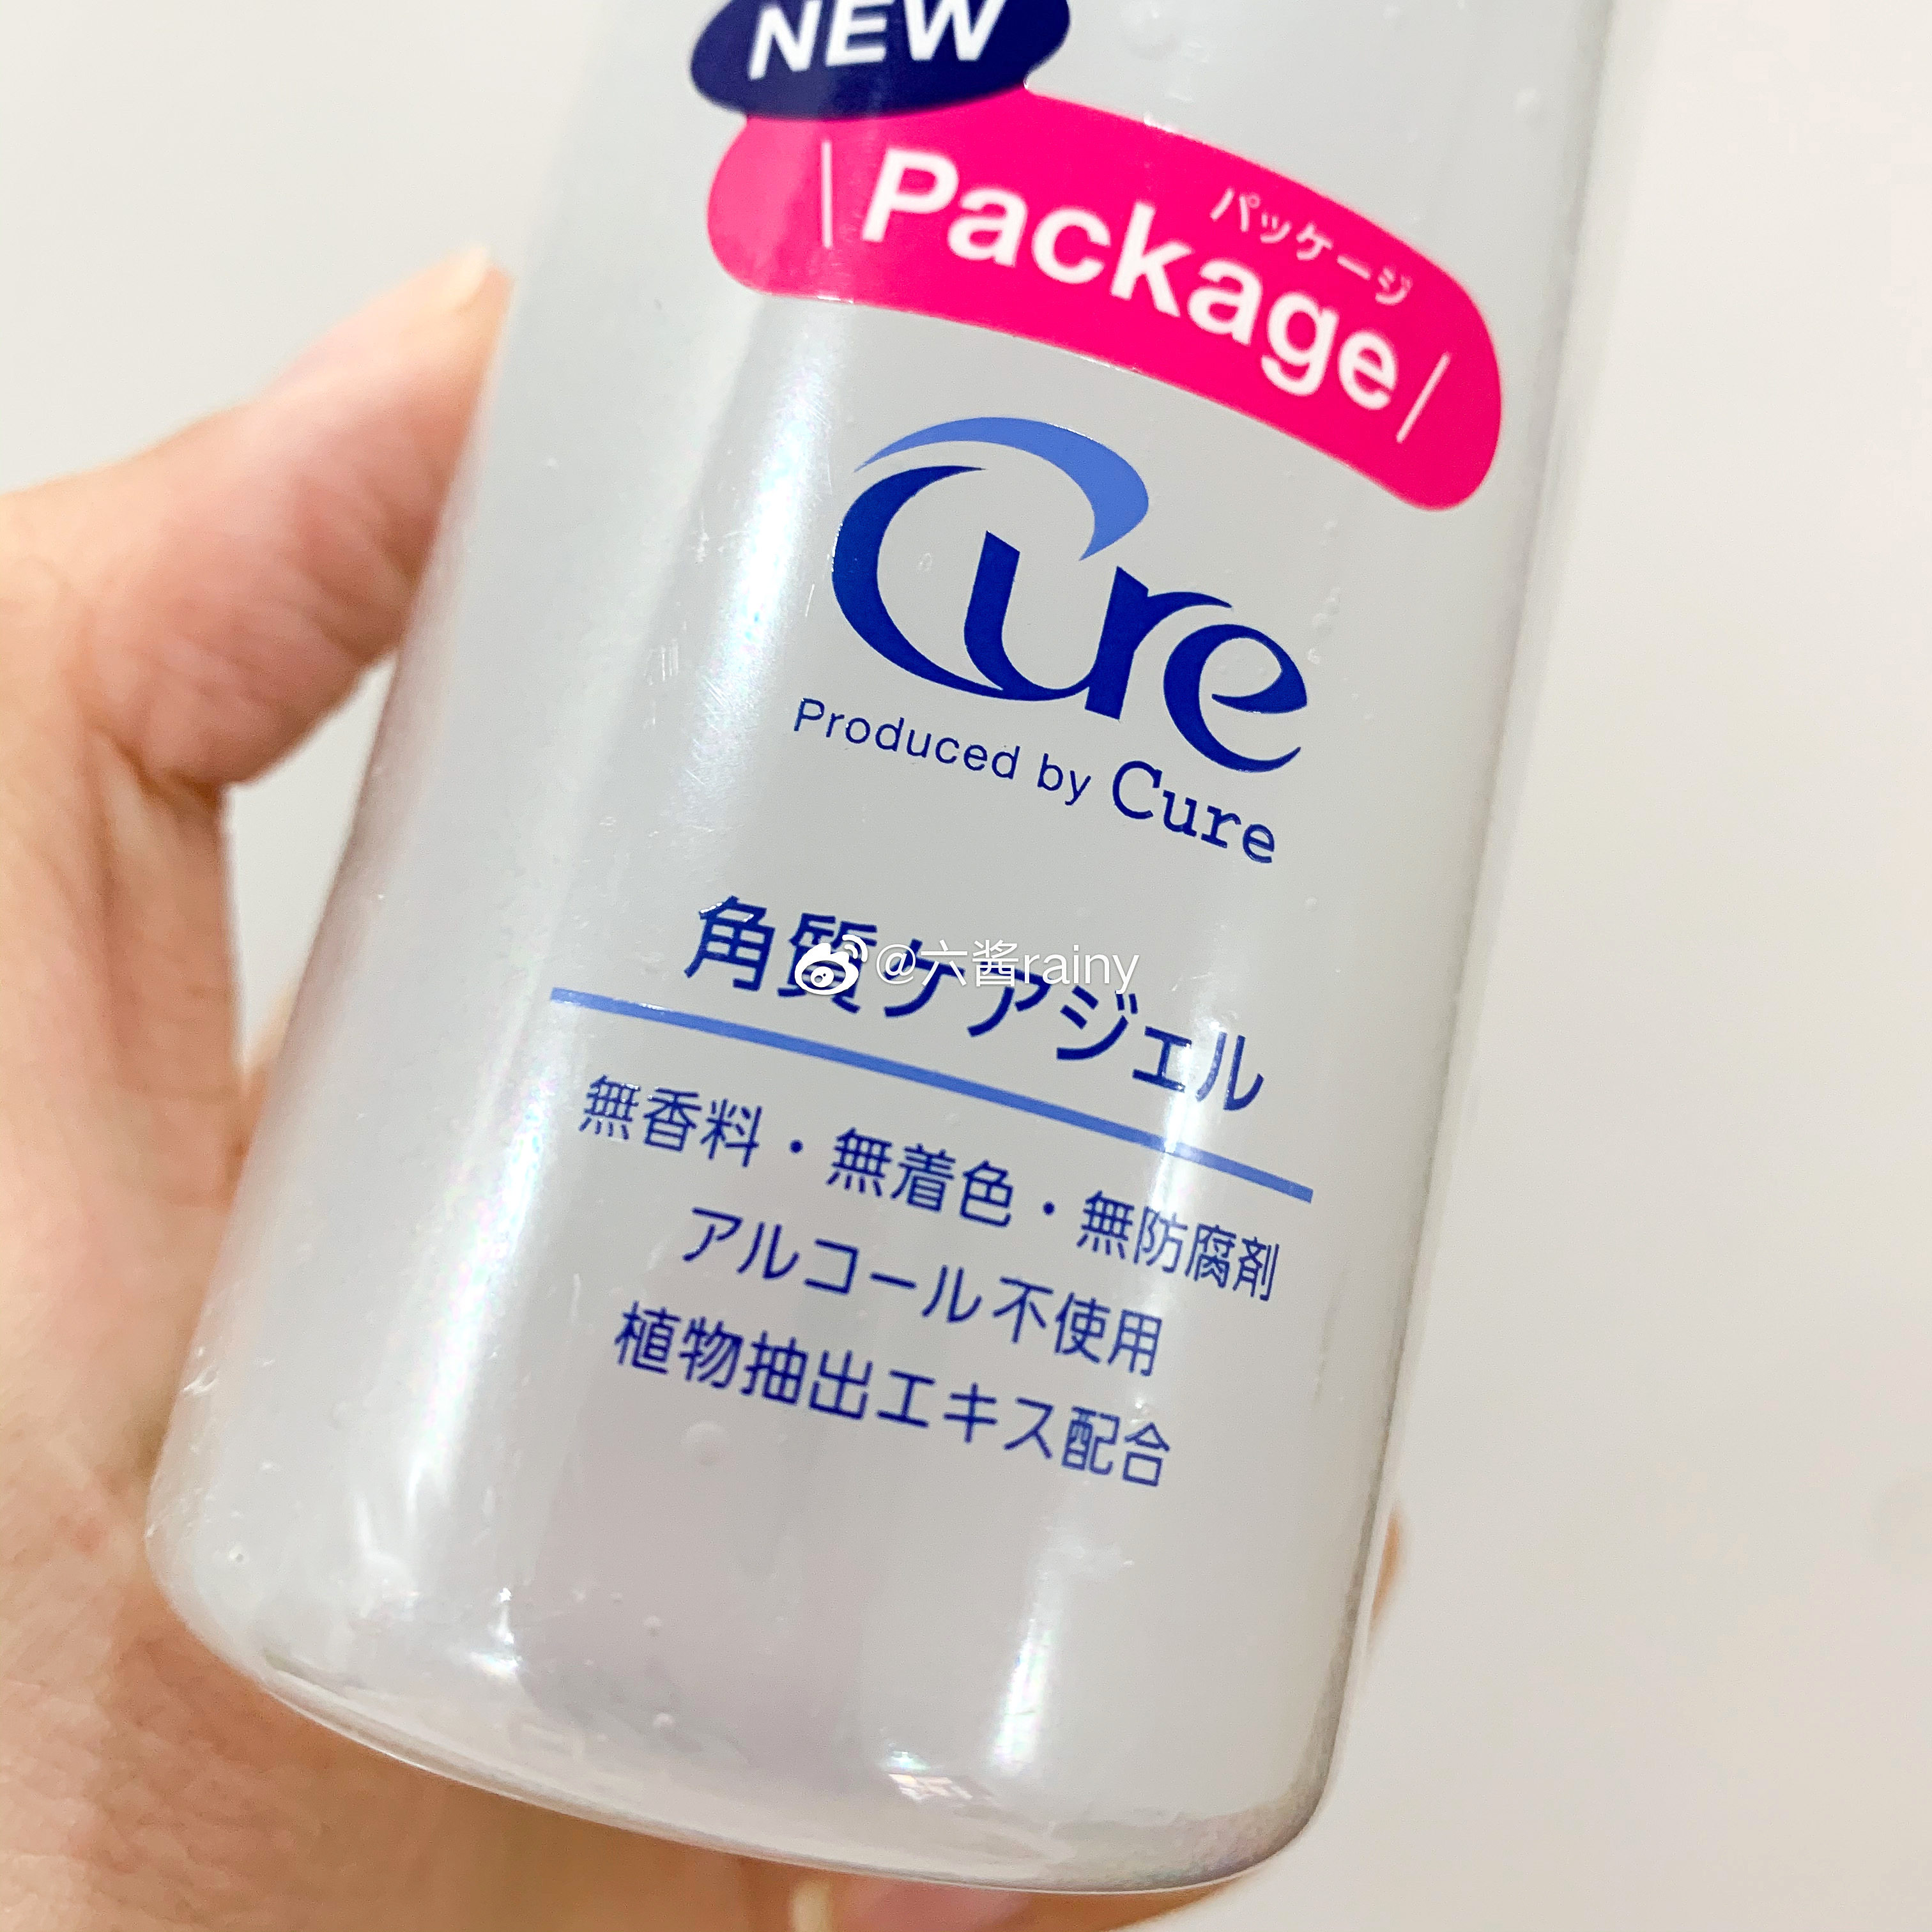 NEW
パッケージ
\Package/
Cure
Produced by Cure
角質ケアジェル
@六酱rainy
無香料・無着色・無防腐剤
アルコール不使用
植物抽出エキス配合